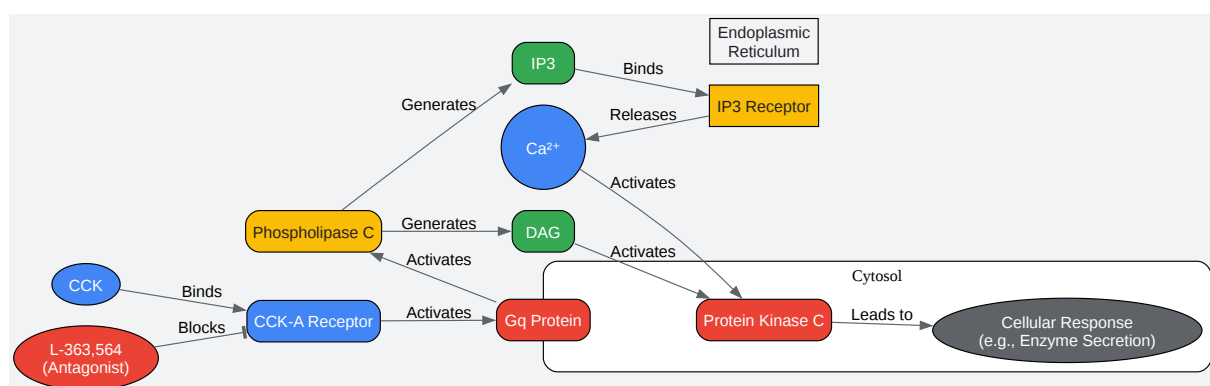 Endoplasmic
Reticulum
IP3
Binds
IP3 Receptor
Generates
Releases
Ca²⁺
Activates
Phospholipase C
Generates
DAG
Activates
Activates
Cytosol
CCK
Binds
CCK-A Receptor
Activates
Gq Protein
Protein Kinase C
Leads to
Cellular Response
(e.g., Enzyme Secretion)
Blocks
L-363,564
(Antagonist)